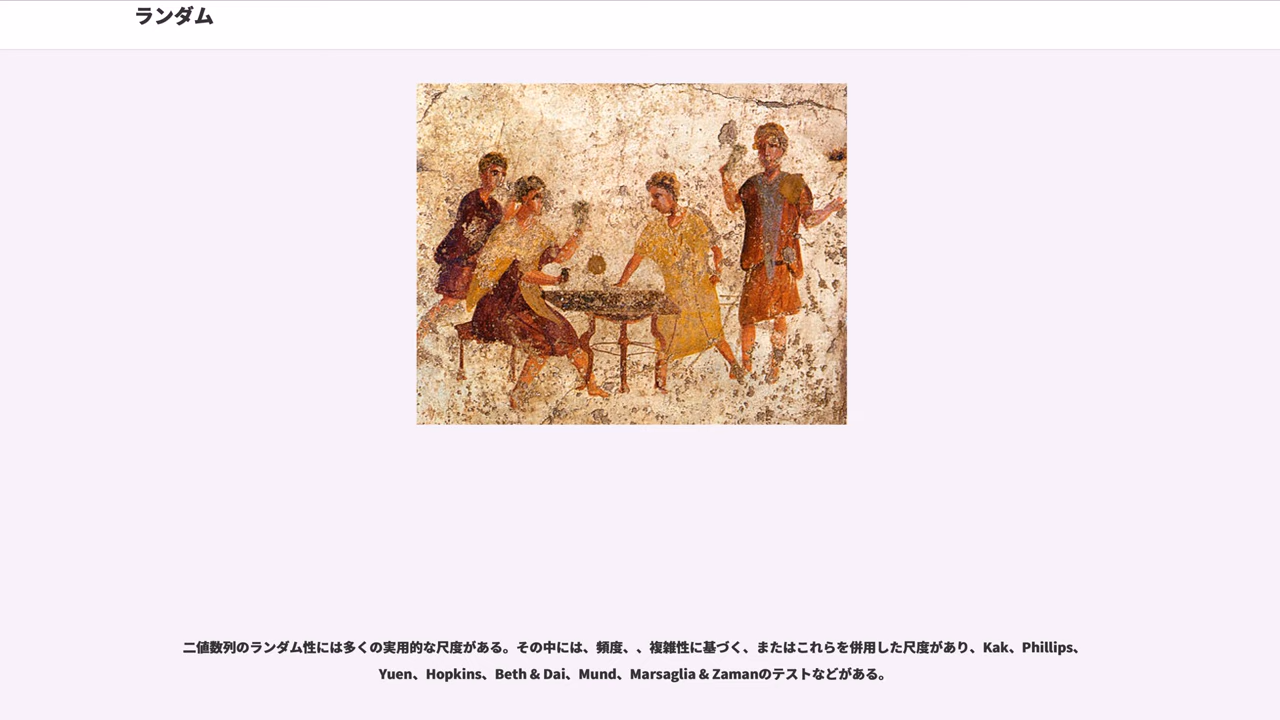 ランダム
二値数列のランダム性には多くの実用的な尺度がある。その中には、頻度、、複雑性に基づく、またはこれらを併用した尺度があり、Kak、Phillips、
Yuen、Hopkins、Beth & Dai、Mund、Marsaglia & Zamanのテストなどがある。